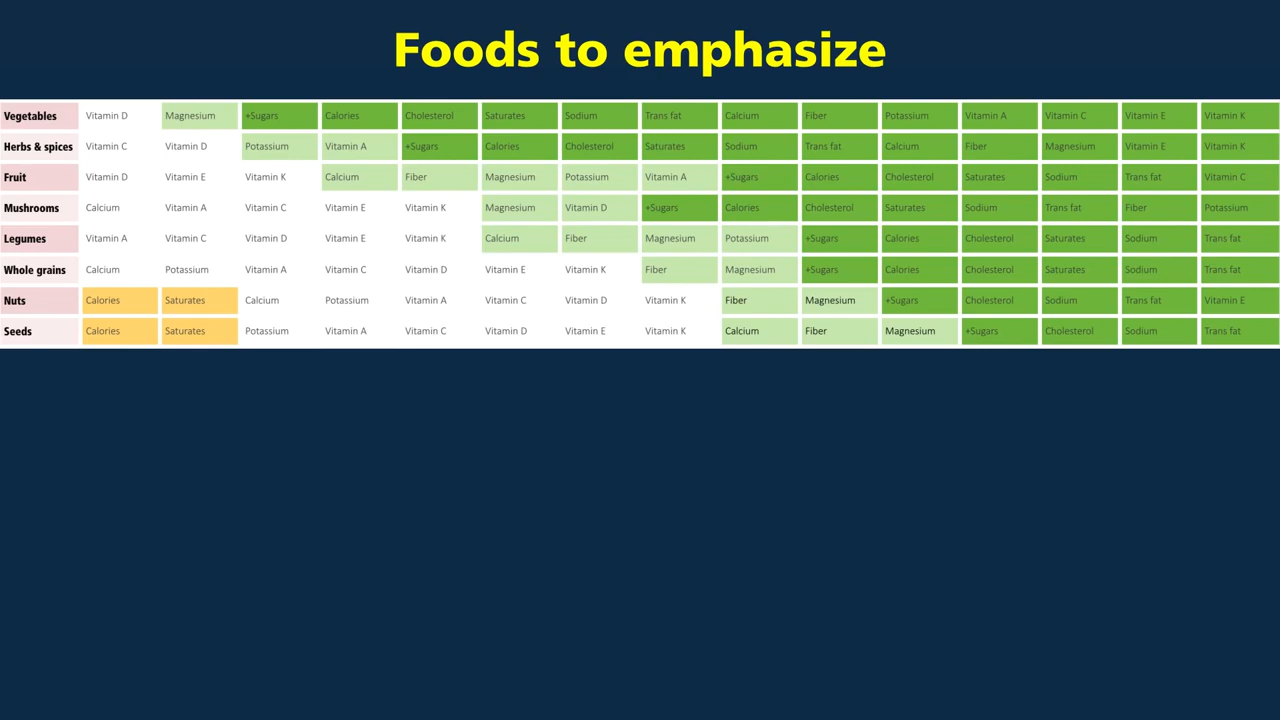 Foods to emphasize
Vegetables Vitamin D Magnesium +Sugars Calories Cholesterol Saturates Sodium Trans fat Calcium Fiber Potassium Vitamin A Vitamin C Vitamin E Vitamin K
Herbs & spices Vitamin C Vitamin D Potassium Vitamin A +Sugars Calories Cholesterol Saturates Sodium Trans fat Calcium Fiber Magnesium Vitamin E Vitamin K
Fruit Vitamin D Vitamin E Vitamin K Calcium Fiber Magnesium Potassium Vitamin A +Sugars Calories Cholesterol Saturates Sodium Trans fat Vitamin C
Mushrooms Calcium Vitamin A Vitamin C Vitamin E Vitamin K Magnesium Vitamin D +Sugars Calories Cholesterol Saturates Sodium Trans fat Fiber Potassium
Legumes Vitamin A Vitamin C Vitamin D Vitamin E Vitamin K Calcium Fiber Magnesium Potassium +Sugars Calories Cholesterol Saturates Sodium Trans fat
Whole grains Calcium Potassium Vitamin A Vitamin C Vitamin D Vitamin E Vitamin K Fiber Magnesium +Sugars Calories Cholesterol Saturates Sodium Trans fat
Nuts Calories Saturates Calcium Potassium Vitamin A Vitamin C Vitamin D Vitamin K Fiber Magnesium +Sugars Cholesterol Sodium Trans fat Vitamin E
Seeds Calories Saturates Potassium Vitamin A Vitamin C Vitamin D Vitamin E Vitamin K Calcium Fiber Magnesium +Sugars Cholesterol Sodium Trans fat